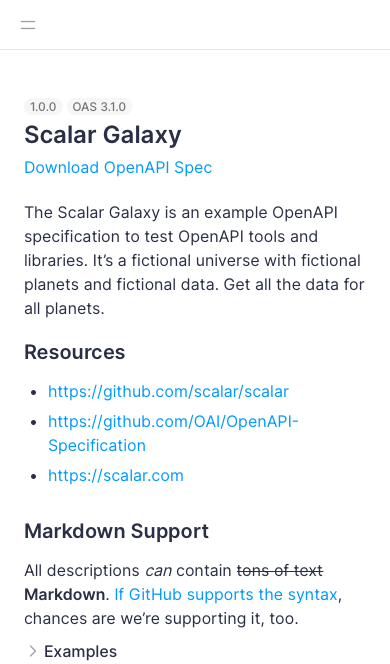 1.0.0 OAS 3.1.0
Scalar Galaxy
Download OpenAPI Spec
The Scalar Galaxy is an example OpenAPI
specification to test OpenAPI tools and
libraries. It’s a fictional universe with fictional
planets and fictional data. Get all the data for
all planets.
Resources
https://github.com/scalar/scalar
https://github.com/OAI/OpenAPI-
Specification
https://scalar.com
Markdown Support
All descriptions can contain tons of text
Markdown. If GitHub supports the syntax,
chances are we’re supporting it, too.
Examples